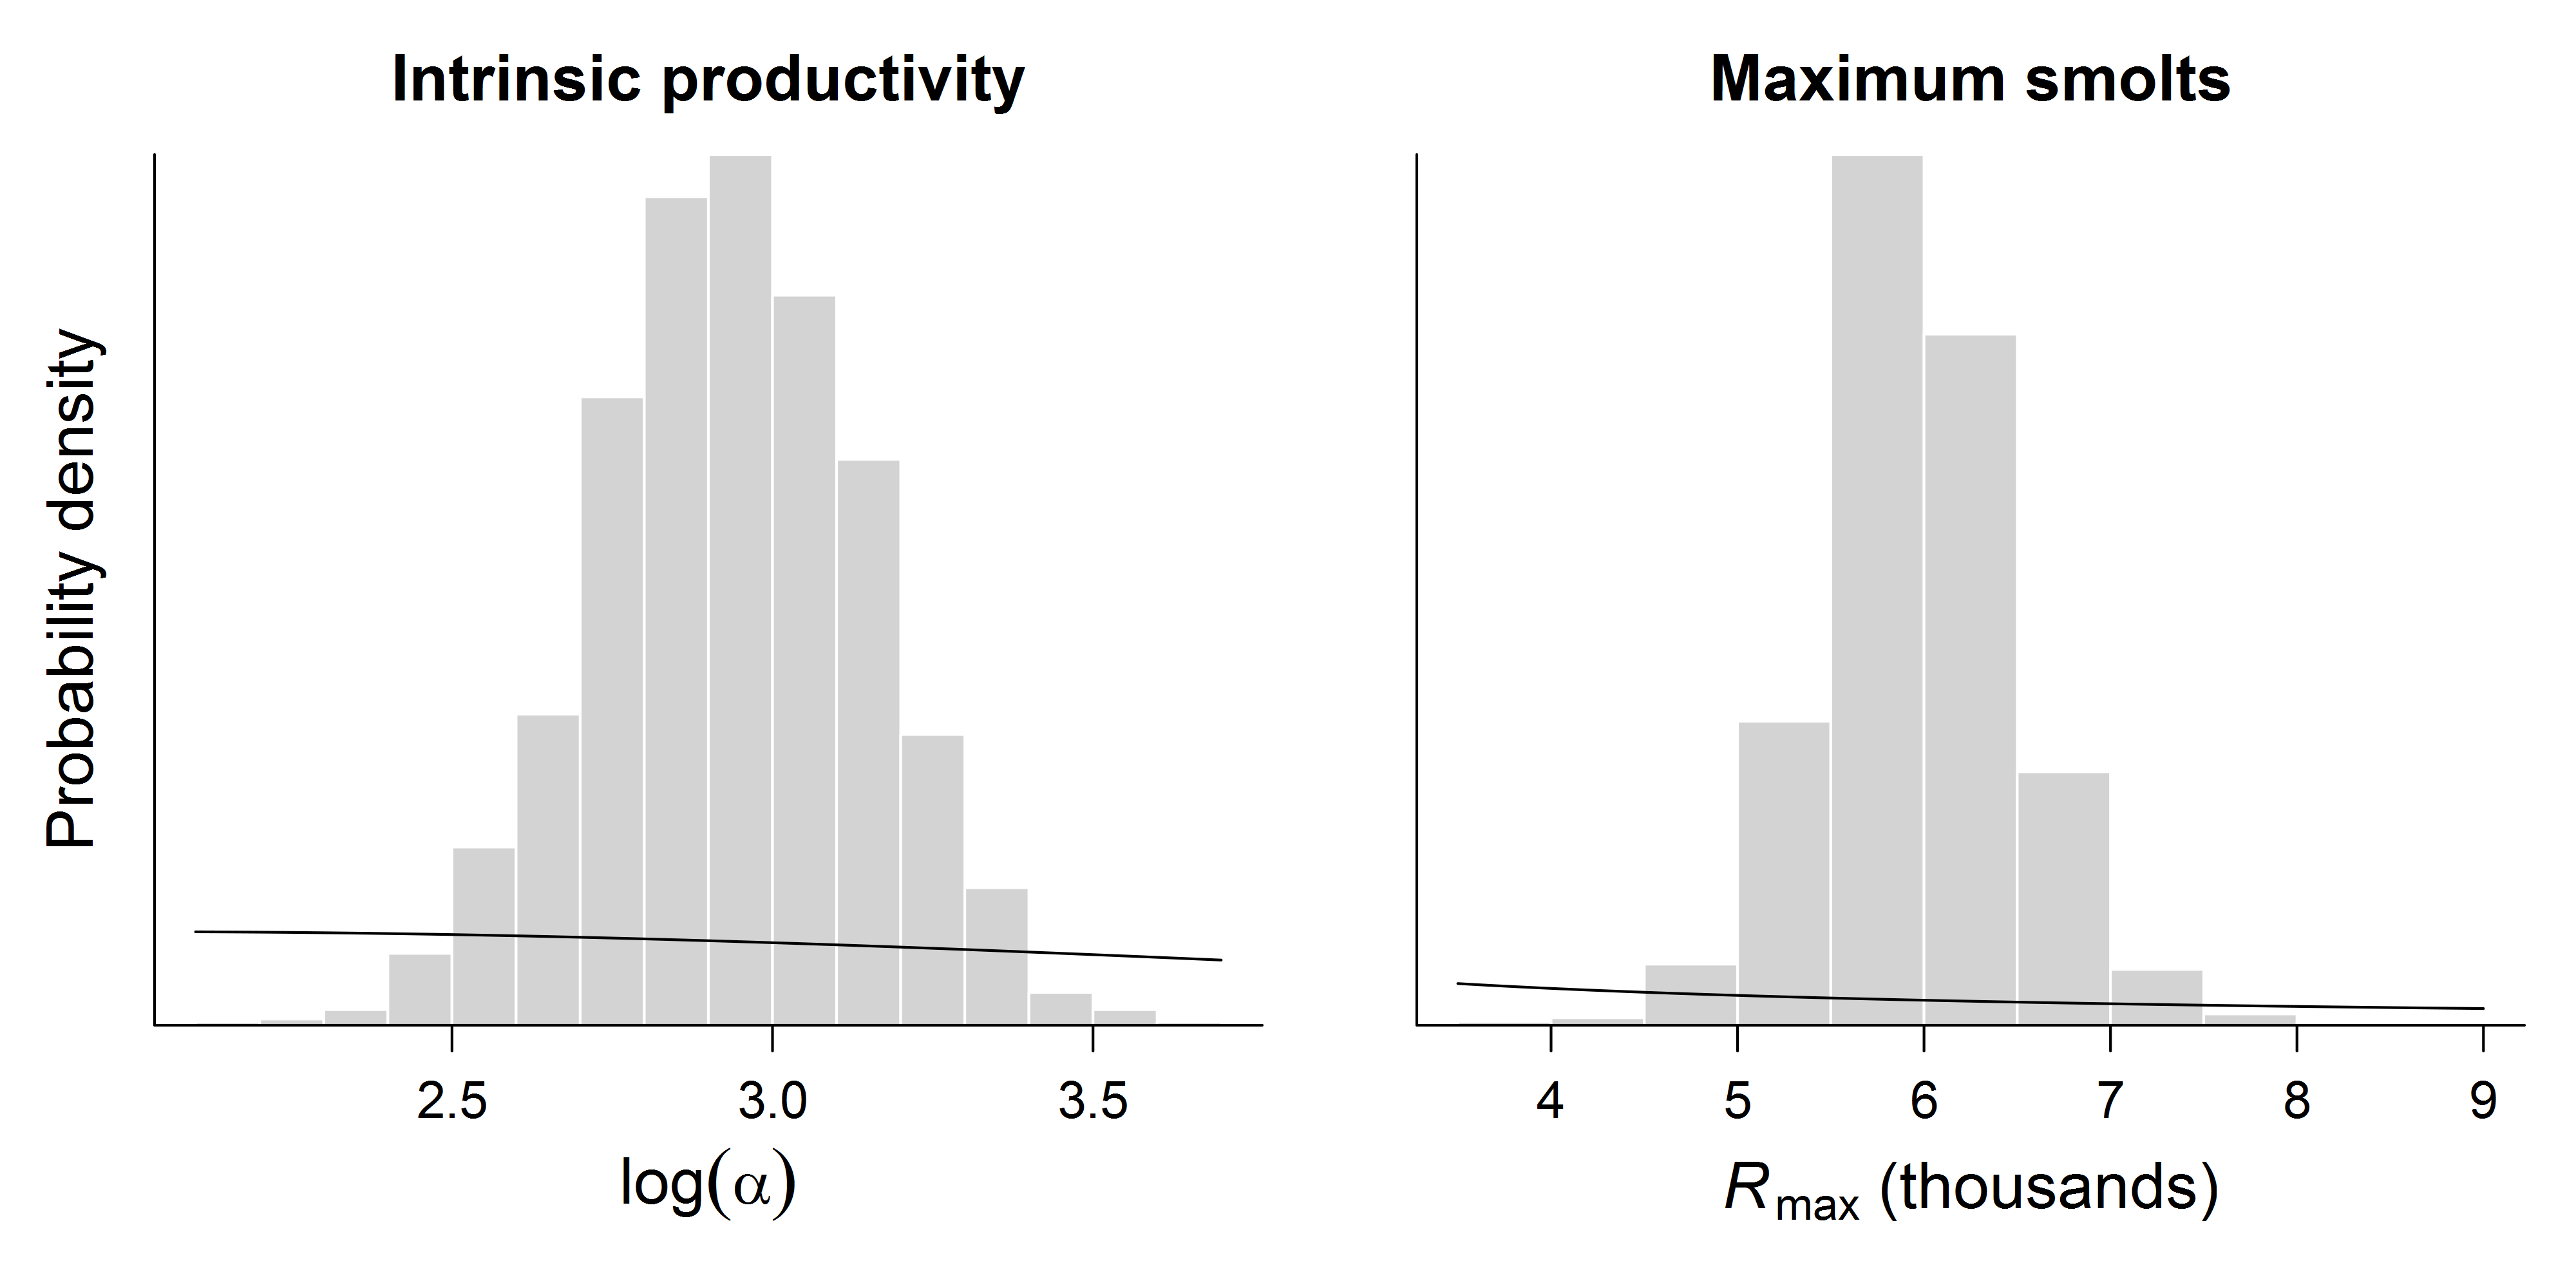 Intrinsic productivity
Probability density
2.5 3.0 3.5
log(α)
Maximum smolts
4 5 6 7 8 9
Rmax (thousands)